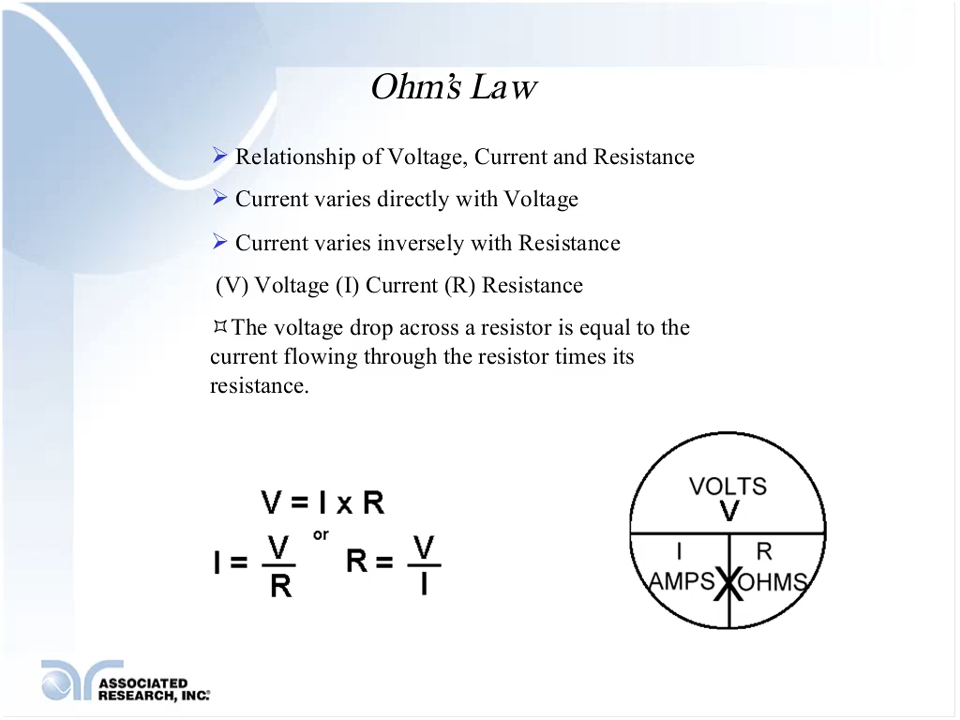 Ohm's Law
➢ Relationship of Voltage, Current and Resistance
➢ Current varies directly with Voltage
➢ Current varies inversely with Resistance
(V) Voltage (I) Current (R) Resistance
¤The voltage drop across a resistor is equal to the
current flowing through the resistor times its
resistance.
V = I x R
or
I = V/R
R = V/I
VOLTS
V
I R
AMPS X OHMS
ASSOCIATED
RESEARCH, INC.®